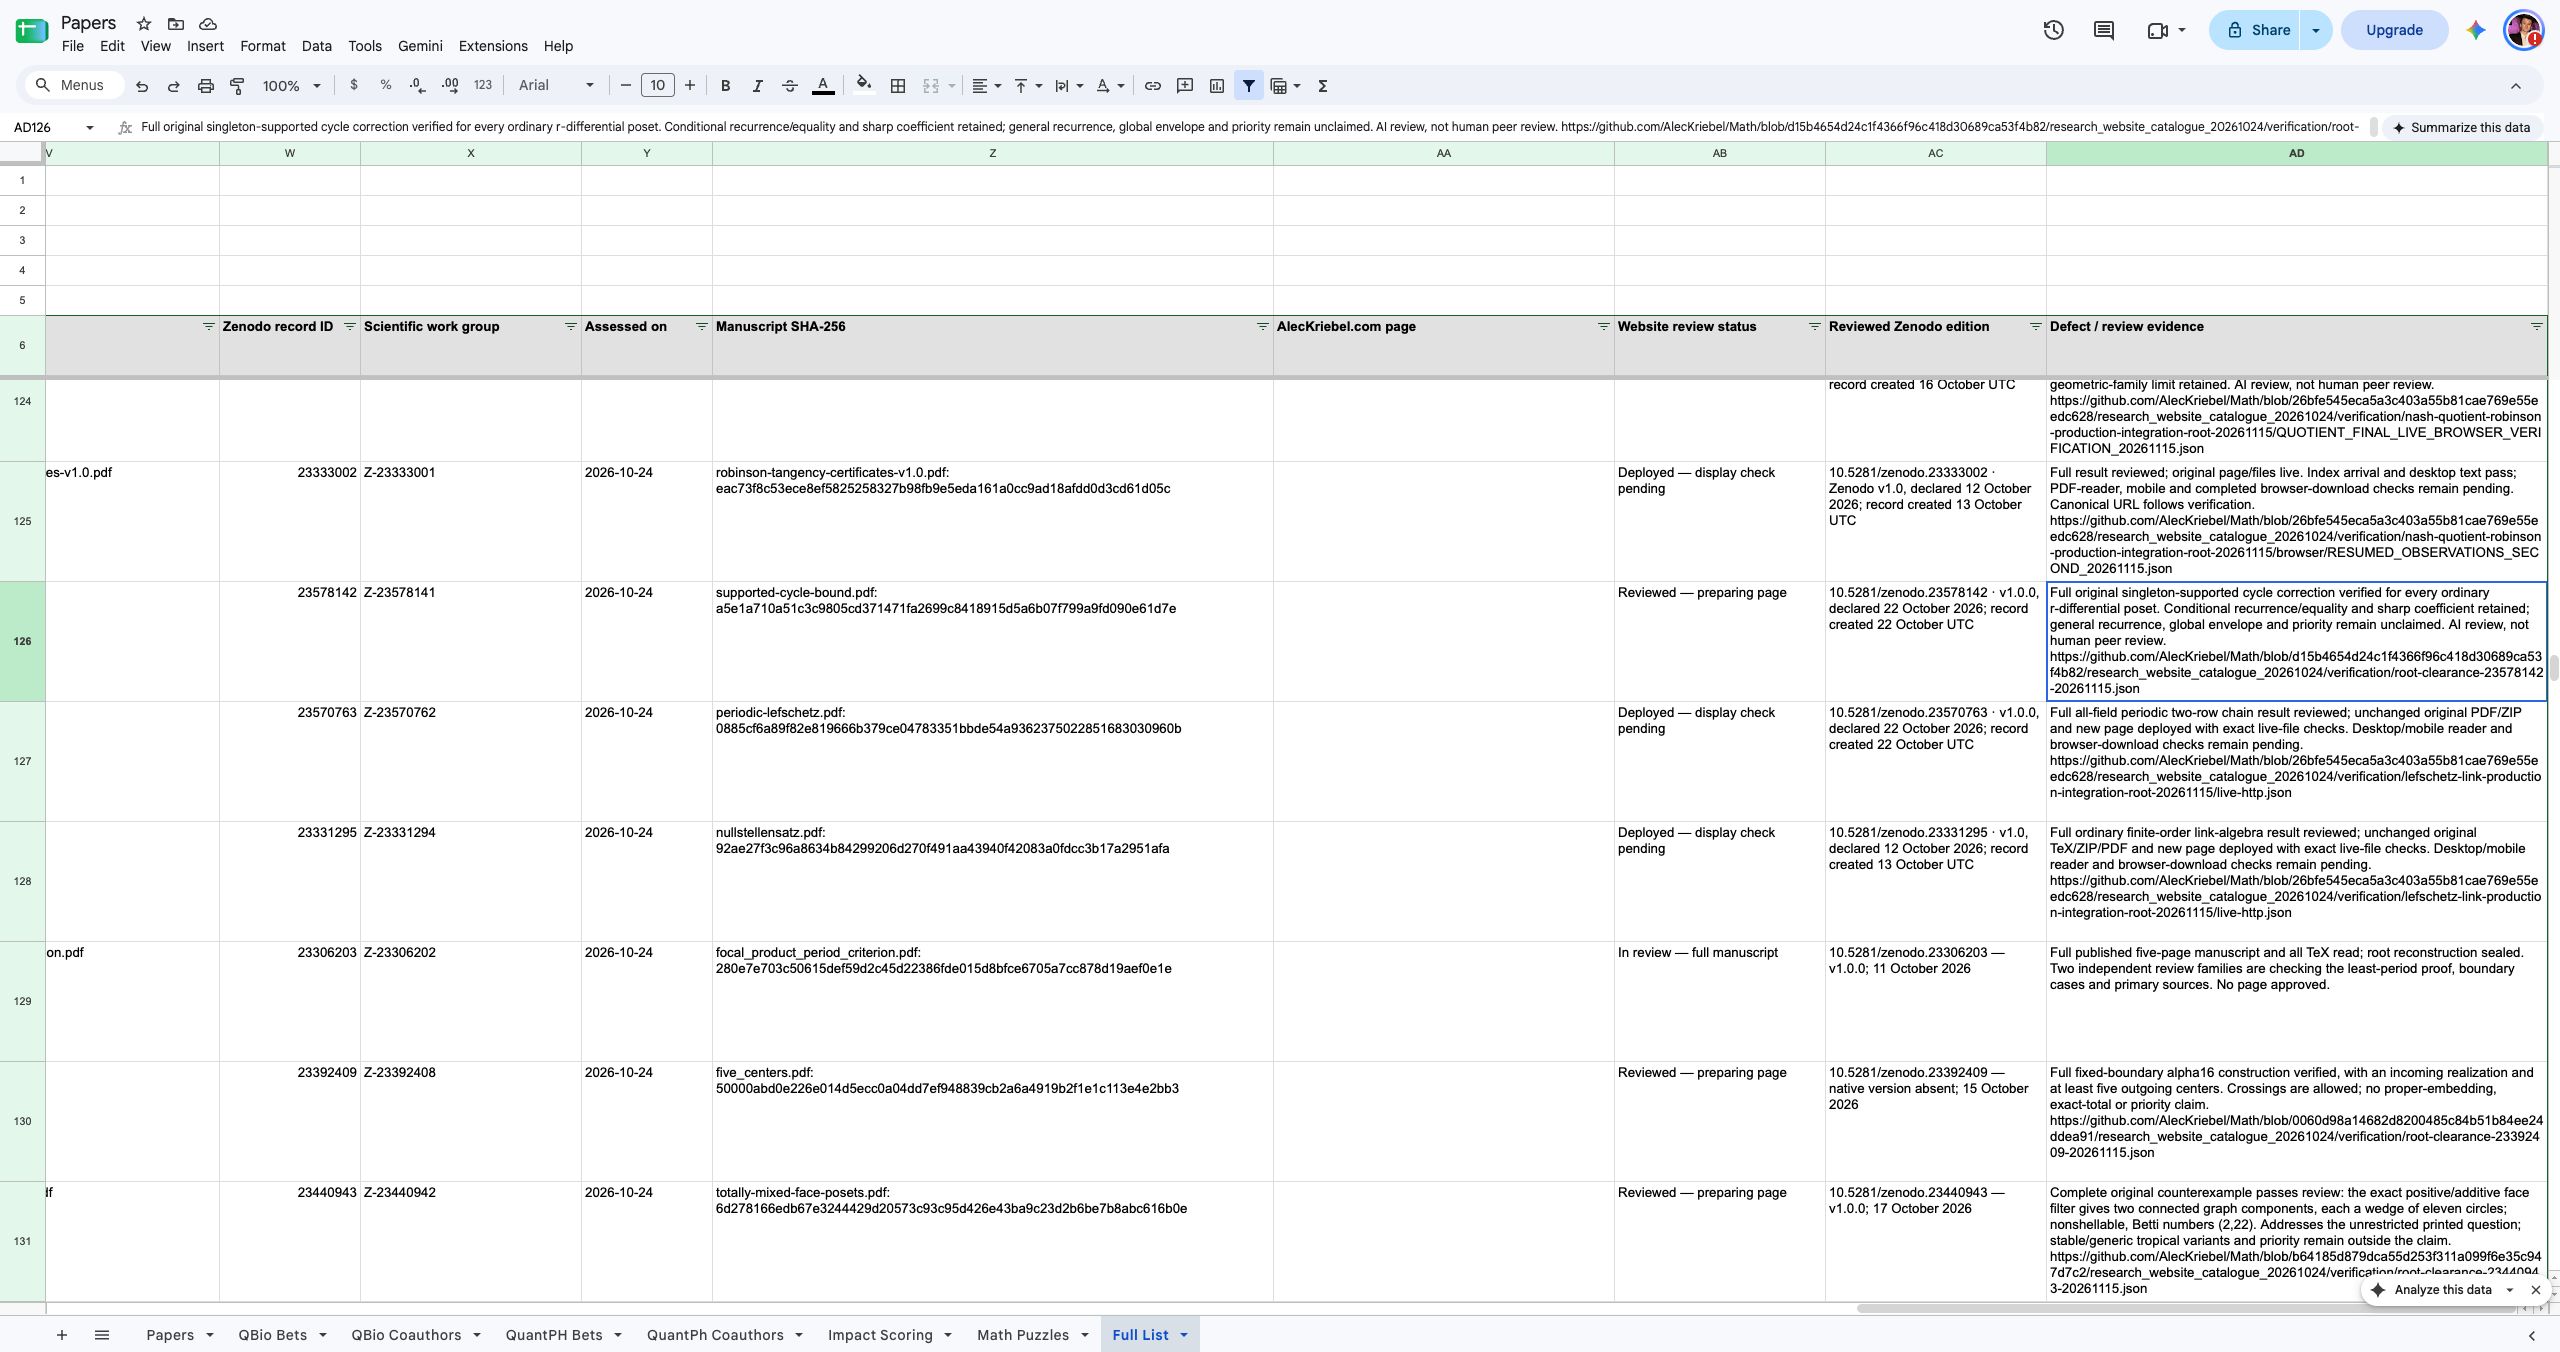 Papers
File Edit View Insert Format Data Tools Gemini Extensions Help
Share
Upgrade
Menus
100%
$ % .0 .00 123
Arial
10
B I A
Σ
AD126
fx
Full original singleton-supported cycle correction verified for every ordinary r-differential poset. Conditional recurrence/equality and sharp coefficient retained; general recurrence, global envelope and priority remain unclaimed. AI review, not human peer review. https://github.com/AlecKriebel/Math/blob/d15b4654d24c1f4366f96c418d30689ca53f4b82/research_website_catalogue_20261024/verification/root-
Summarize this data
V W X Y Z AA AB AC AD
1
2
3
4
5
6
Zenodo record ID
Scientific work group
Assessed on
Manuscript SHA-256
AlecKriebel.com page
Website review status
Reviewed Zenodo edition
Defect / review evidence
124
record created 16 October UTC
geometric-family limit retained. AI review, not human peer review.
https://github.com/AlecKriebel/Math/blob/26bfe545eca5a3c403a55b81cae769e55e
edc628/research_website_catalogue_20261024/verification/nash-quotient-robinson
-production-integration-root-20261115/QUOTIENT_FINAL_LIVE_BROWSER_VERI
FICATION_20261115.json
125
es-v1.0.pdf
23333002
Z-23333001
2026-10-24
robinson-tangency-certificates-v1.0.pdf:
eac73f8c53ece8ef5825258327b98fb9e5eda161a0cc9ad18afdd0d3cd61d05c
Deployed — display check
pending
10.5281/zenodo.23333002 ·
Zenodo v1.0, declared 12 October
2026; record created 13 October
UTC
Full result reviewed; original page/files live. Index arrival and desktop text pass;
PDF-reader, mobile and completed browser-download checks remain pending.
Canonical URL follows verification.
https://github.com/AlecKriebel/Math/blob/26bfe545eca5a3c403a55b81cae769e55e
edc628/research_website_catalogue_20261024/verification/nash-quotient-robinson
-production-integration-root-20261115/browser/RESUMED_OBSERVATIONS_SEC
OND_20261115.json
126
23578142
Z-23578141
2026-10-24
supported-cycle-bound.pdf:
a5e1a710a51c3c9805cd371471fa2699c8418915d5a6b07f799a9fd090e61d7e
Reviewed — preparing page
10.5281/zenodo.23578142 · v1.0.0,
declared 22 October 2026; record
created 22 October UTC
Full original singleton-supported cycle correction verified for every ordinary
r-differential poset. Conditional recurrence/equality and sharp coefficient retained;
general recurrence, global envelope and priority remain unclaimed. AI review, not
human peer review.
https://github.com/AlecKriebel/Math/blob/d15b4654d24c1f4366f96c418d30689ca53
f4b82/research_website_catalogue_20261024/verification/root-clearance-23578142
-20261115.json
127
23570763
Z-23570762
2026-10-24
periodic-lefschetz.pdf:
0885cf6a89f82e819666b379ce04783351bbde54a9362375022851683030960b
Deployed — display check
pending
10.5281/zenodo.23570763 · v1.0.0,
declared 22 October 2026; record
created 22 October UTC
Full all-field periodic two-row chain result reviewed; unchanged original PDF/ZIP
and new page deployed with exact live-file checks. Desktop/mobile reader and
browser-download checks remain pending.
https://github.com/AlecKriebel/Math/blob/26bfe545eca5a3c403a55b81cae769e55e
edc628/research_website_catalogue_20261024/verification/lefschetz-link-productio
n-integration-root-20261115/live-http.json
128
23331295
Z-23331294
2026-10-24
nullstellensatz.pdf:
92ae27f3c96a8634b84299206d270f491aa43940f42083a0fdcc3b17a2951afa
Deployed — display check
pending
10.5281/zenodo.23331295 · v1.0,
declared 12 October 2026; record
created 13 October UTC
Full ordinary finite-order link-algebra result reviewed; unchanged original
TeX/ZIP/PDF and new page deployed with exact live-file checks. Desktop/mobile
reader and browser-download checks remain pending.
https://github.com/AlecKriebel/Math/blob/26bfe545eca5a3c403a55b81cae769e55e
edc628/research_website_catalogue_20261024/verification/lefschetz-link-productio
n-integration-root-20261115/live-http.json
129
on.pdf
23306203
Z-23306202
2026-10-24
focal_product_period_criterion.pdf:
280e7e703c50615def59d2c45d22386fde015d8bfce6705a7cc878d19aef0e1e
In review — full manuscript
10.5281/zenodo.23306203 —
v1.0.0; 11 October 2026
Full published five-page manuscript and all TeX read; root reconstruction sealed.
Two independent review families are checking the least-period proof, boundary
cases and primary sources. No page approved.
130
23392409
Z-23392408
2026-10-24
five_centers.pdf:
50000abd0e226e014d5ecc0a04dd7ef948839cb2a6a4919b2f1e1c113e4e2bb3
Reviewed — preparing page
10.5281/zenodo.23392409 —
native version absent; 15 October
2026
Full fixed-boundary alpha16 construction verified, with an incoming realization and
at least five outgoing centers. Crossings are allowed; no proper-embedding,
exact-total or priority claim.
https://github.com/AlecKriebel/Math/blob/0060d98a14682d8200485c84b51b84ee24
ddea91/research_website_catalogue_20261024/verification/root-clearance-233924
09-20261115.json
131
df
23440943
Z-23440942
2026-10-24
totally-mixed-face-posets.pdf:
6d278166edb67e3244429d20573c93c95d426e43ba9c23d2b6be7b8abc616b0e
Reviewed — preparing page
10.5281/zenodo.23440943 —
v1.0.0; 17 October 2026
Complete original counterexample passes review: the exact positive/additive face
filter gives two connected graph components, each a wedge of eleven circles;
nonshellable, Betti numbers (2,22). Addresses the unrestricted printed question;
stable/generic tropical variants and priority remain outside the claim.
https://github.com/AlecKriebel/Math/blob/b64185d879dca55d253f311a099f6e35c94
7d7c2/research_website_catalogue_20261024/verification/root-clearance-2344094
3-20261115.json
Analyze this data
Papers QBio Bets QBio Coauthors QuantPH Bets QuantPh Coauthors Impact Scoring Math Puzzles Full List